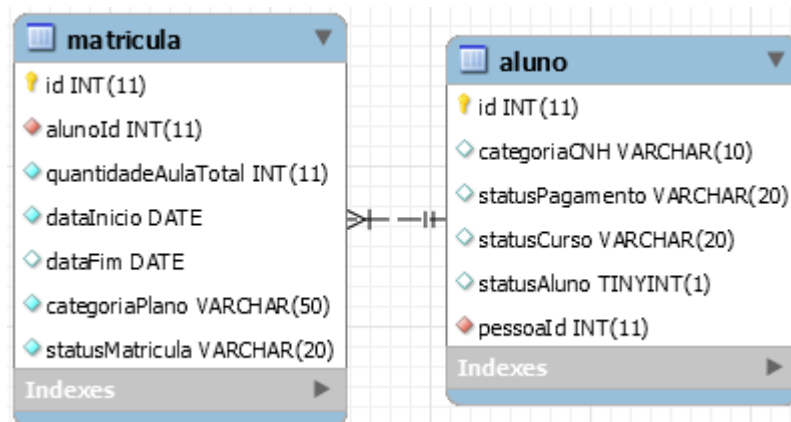 matricula
id INT(11)
alunoId INT(11)
quantidadeAulaTotal INT(11)
dataInicio DATE
dataFim DATE
categoriaPlano VARCHAR(50)
statusMatricula VARCHAR(20)
Indexes
aluno
id INT(11)
categoriaCNH VARCHAR(10)
statusPagamento VARCHAR(20)
statusCurso VARCHAR(20)
statusAluno TINYINT(1)
pessoaId INT(11)
Indexes